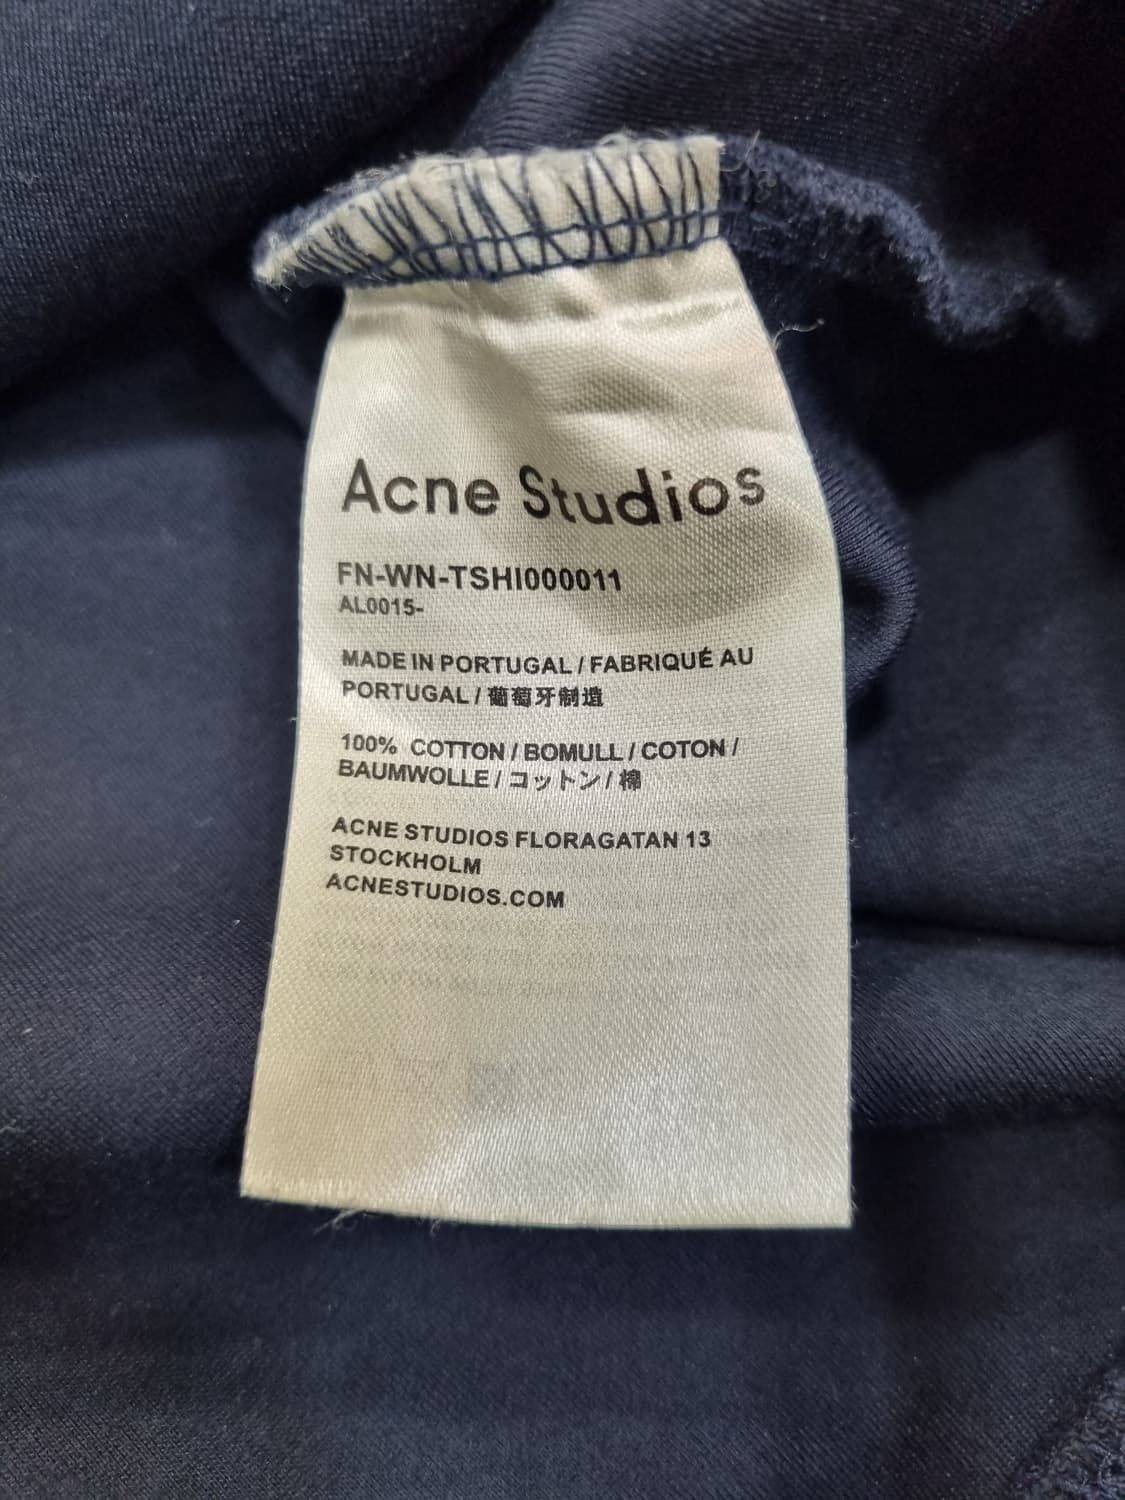 Acne Studios
FN-WN-TSHI000011
AL0015-
MADE IN PORTUGAL / FABRIQUÉ AU
PORTUGAL / 葡萄牙制造
100% COTTON / BOMULL / COTON /
BAUMWOLLE / コットン / 棉
ACNE STUDIOS FLORAGATAN 13
STOCKHOLM
ACNESTUDIOS.COM